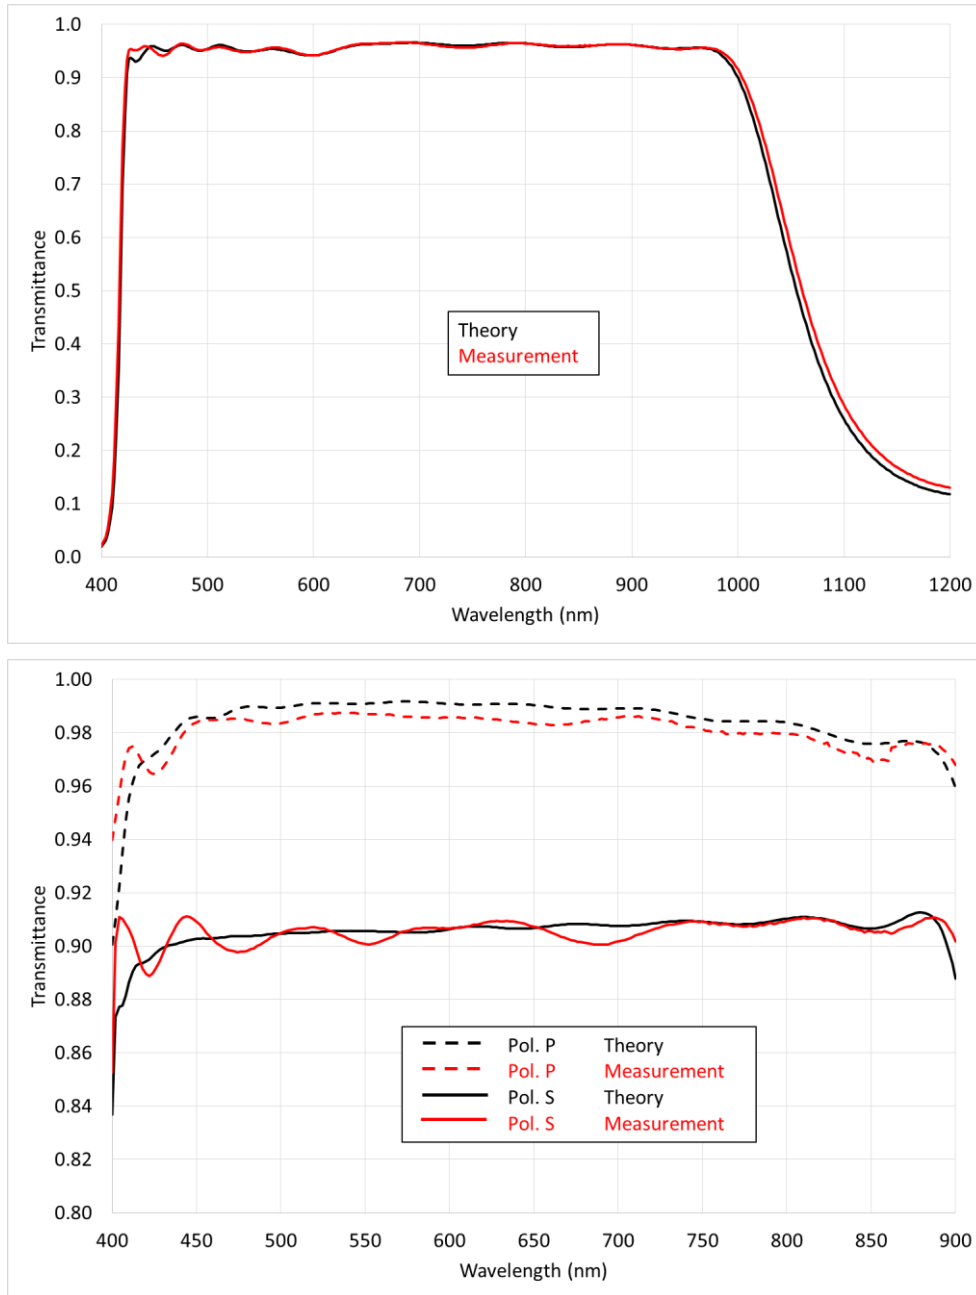 1.0
0.9
0.8
0.7
0.6
0.5
0.4
0.3
0.2
0.1
0.0
Transmittance
Theory
Measurement
400 500 600 700 800 900 1000 1100 1200
Wavelength (nm)
1.00
0.98
0.96
0.94
0.92
0.90
0.88
0.86
0.84
0.82
0.80
Transmittance
Pol. P Theory
Pol. P Measurement
Pol. S Theory
Pol. S Measurement
400 450 500 550 600 650 700 750 800 850 900
Wavelength (nm)